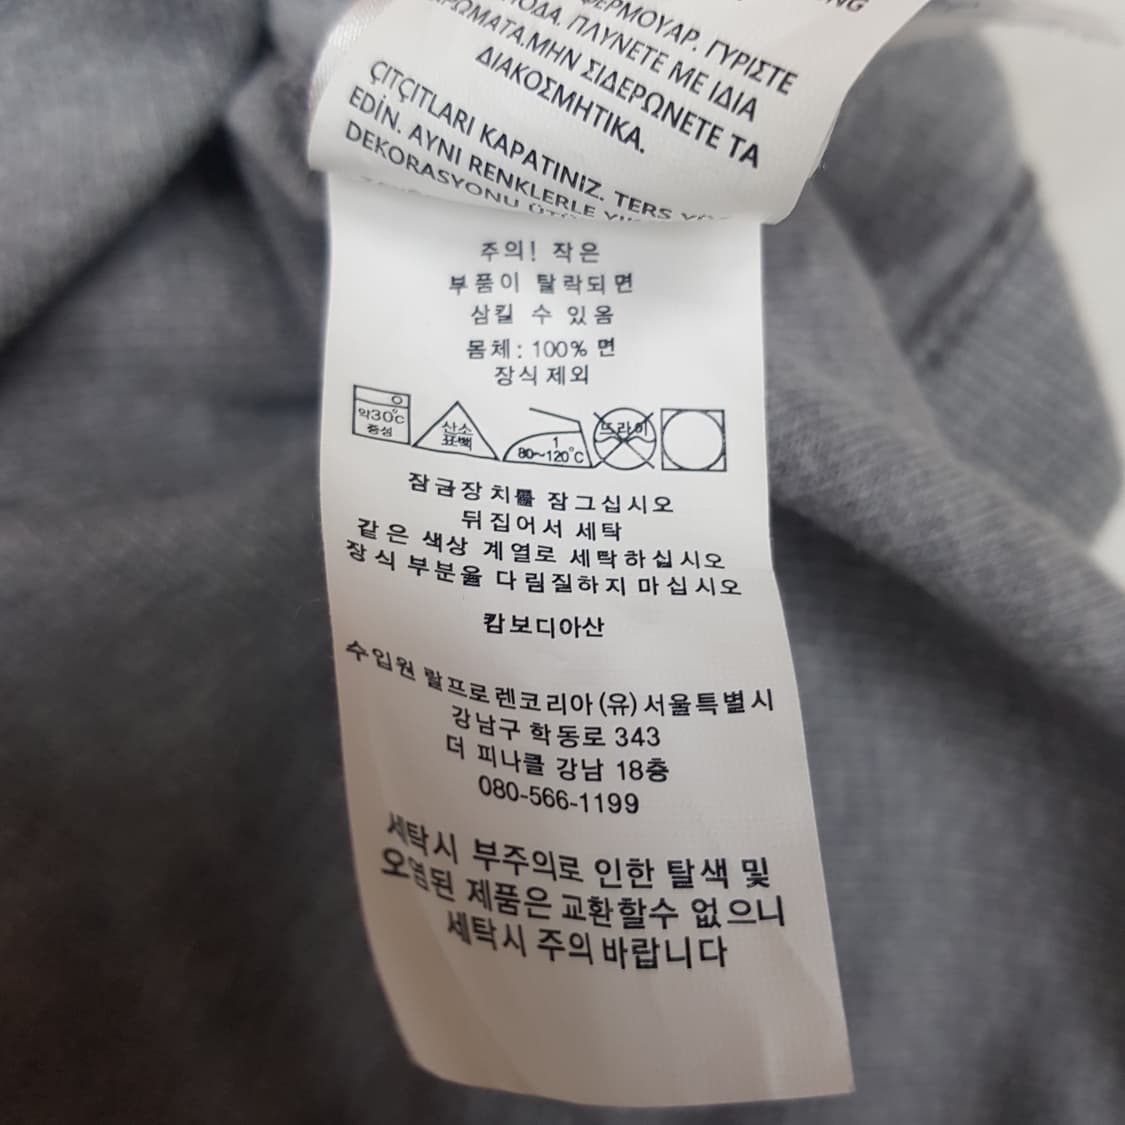 ΦΕΡΜΟΥΑΡ. ΓΥΡΙΣΤΕ
ΠΛΥΝΕΤΕ ΜΕ ΙΔΙΑ
ΜΗΝ ΣΙΔΕΡΩΝΕΤΕ ΤΑ
ΔΙΑΚΟΣΜΗΤΙΚΑ.
ÇITÇITLARI KAPATINIZ. TERS
EDİN. AYNI RENKLERLE
DEKORASYONU
주의! 작은
부품이 탈락되면
삼킬 수 있음
몸체: 100% 면
장식 제외
약30℃
중성
산소
표백
1
80~120℃
드라이
잠금장치를 잠그십시오
뒤집어서 세탁
같은 색상 계열로 세탁하십시오
장식 부분을 다림질하지 마십시오
캄보디아산
수입원 랄프로렌코리아(유) 서울특별시
강남구 학동로 343
더 피나클 강남 18층
080-566-1199
세탁시 부주의로 인한 탈색 및
오염된 제품은 교환할수 없으니
세탁시 주의 바랍니다